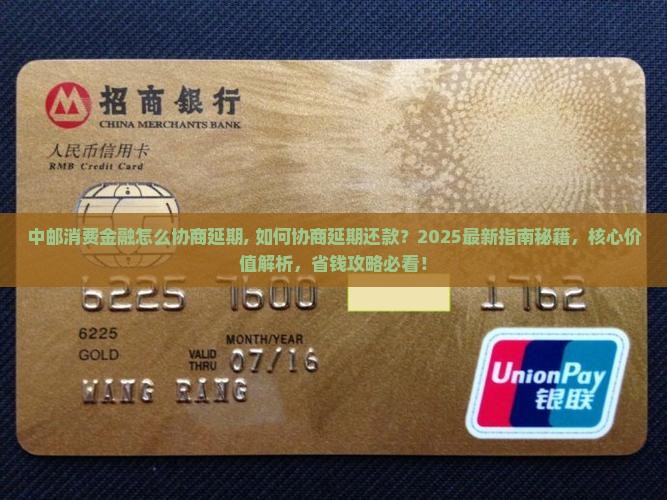 招商银行
CHINA MERCHANTS BANK
人民币信用卡
RMB Credit Card
中邮消费金融怎么协商延期, 如何协商延期还款？2025最新指南秘籍，核心价
值解析，省钱攻略必看！
6225 7600 1762
6225
MONTH/YEAR
GOLD VALID THRU 07/16
WANG RANG
UnionPay
银联